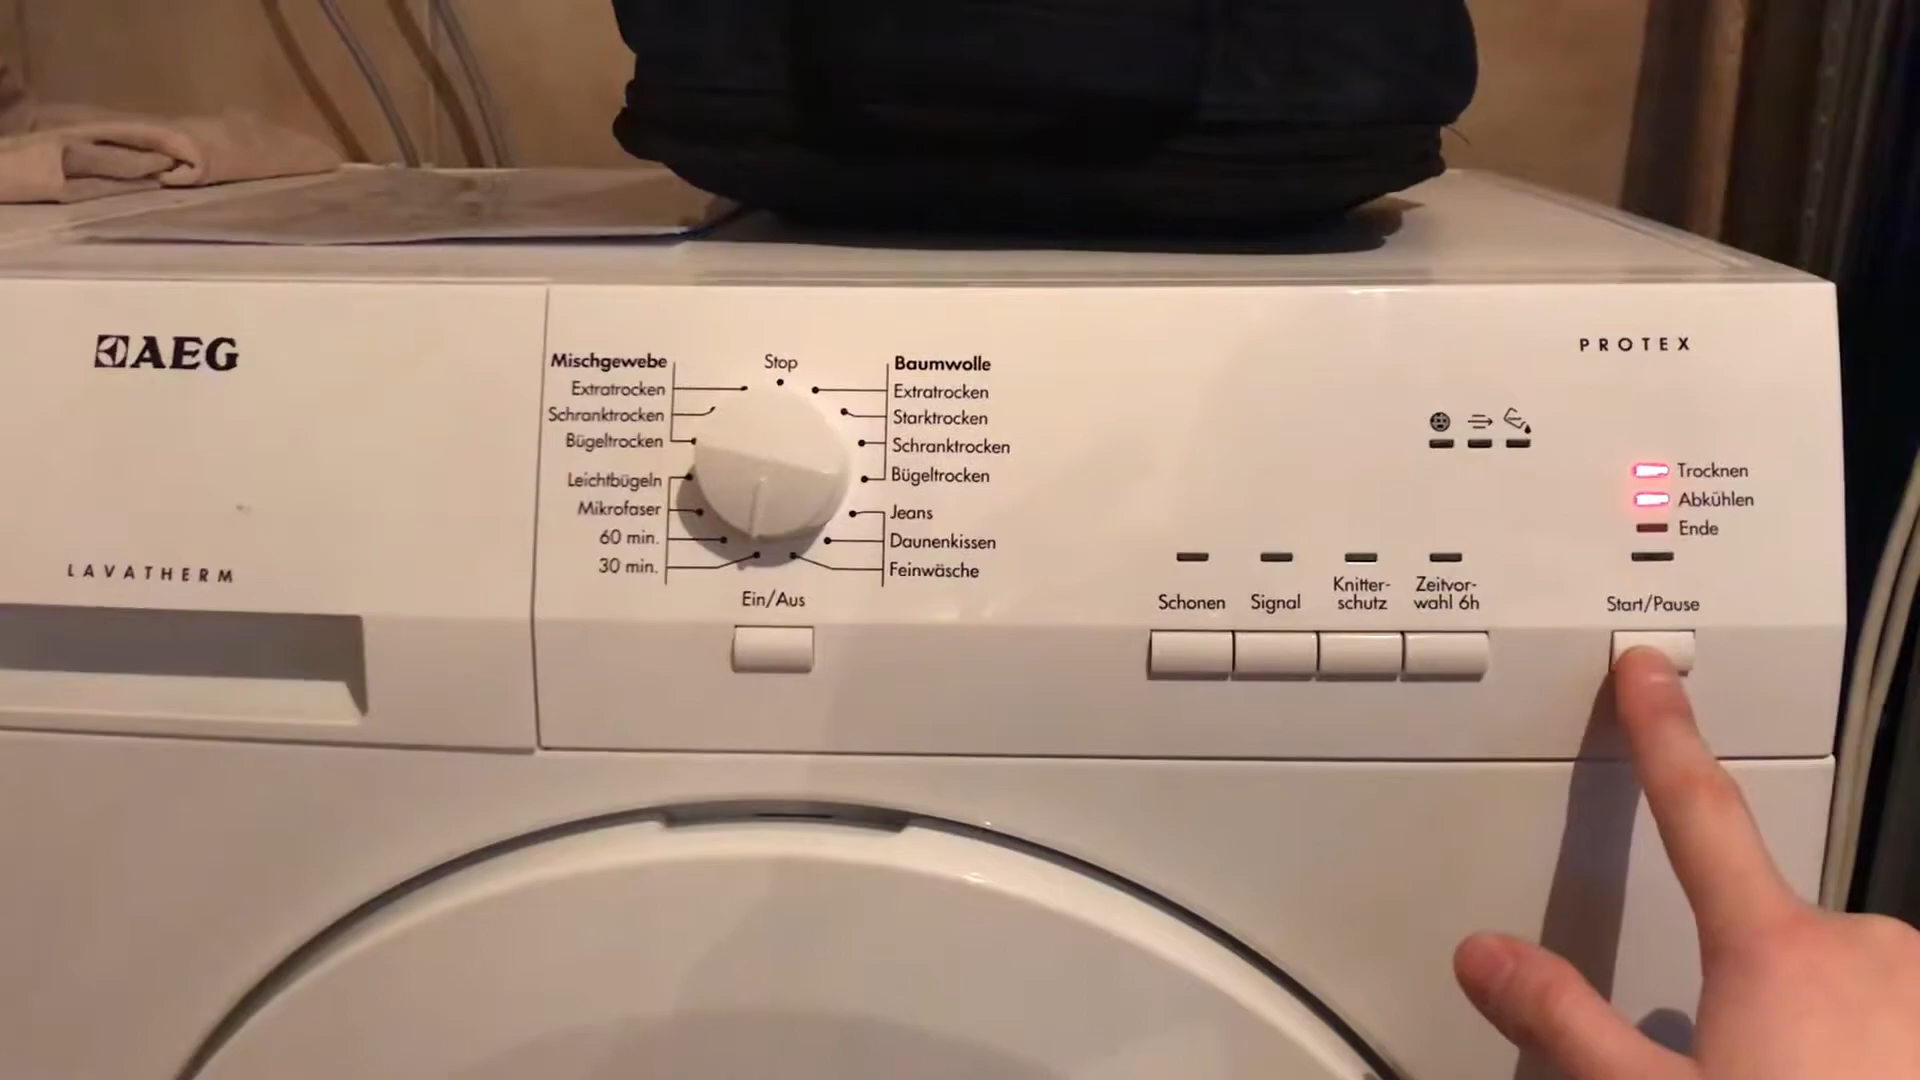 AEG
LAVATHERM
Mischgewebe
Extratrocken
Schranktrocken
Bügeltrocken
Leichtbügeln
Mikrofaser
60 min.
30 min.
Stop
Baumwolle
Extratrocken
Starktrocken
Schranktrocken
Bügeltrocken
Jeans
Daunenkissen
Feinwäsche
Ein/Aus
Schonen
Signal
Knitter-
schutz
Zeitvor-
wahl 6h
PROTEX
Trocknen
Abkühlen
Ende
Start/Pause